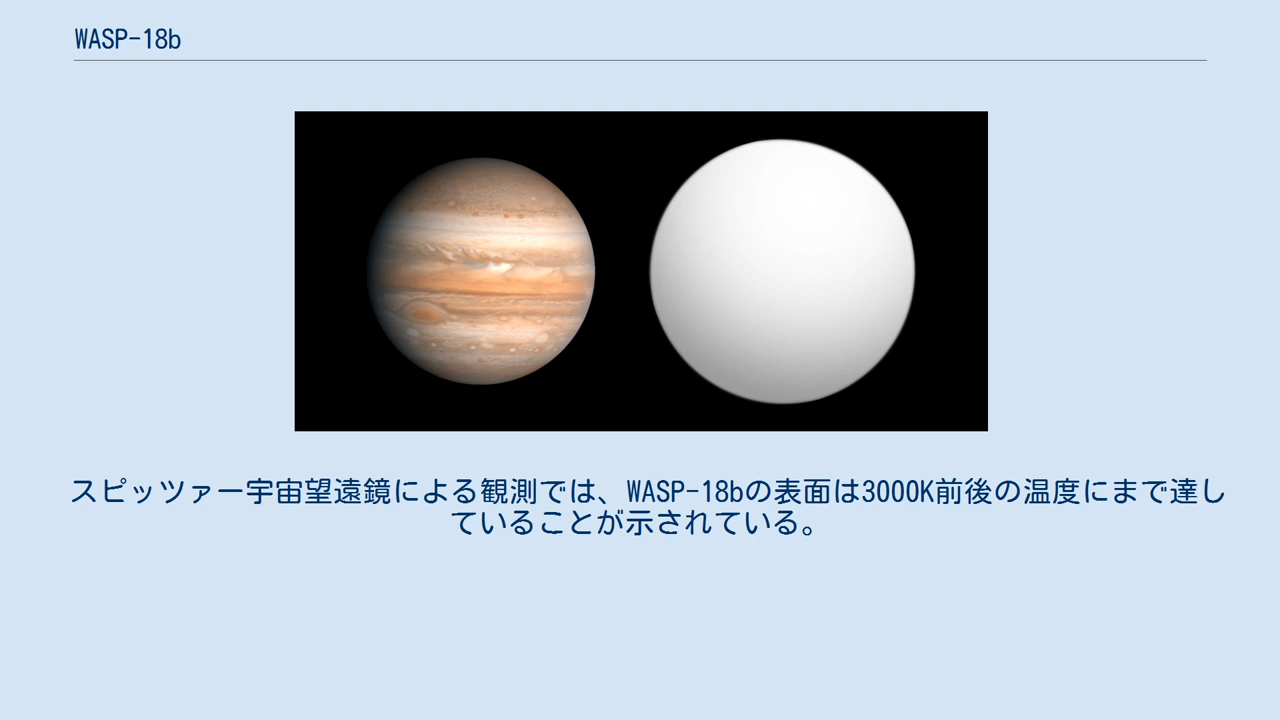 WASP-18b
スピッツァー宇宙望遠鏡による観測では、WASP-18bの表面は3000K前後の温度にまで達し
ていることが示されている。